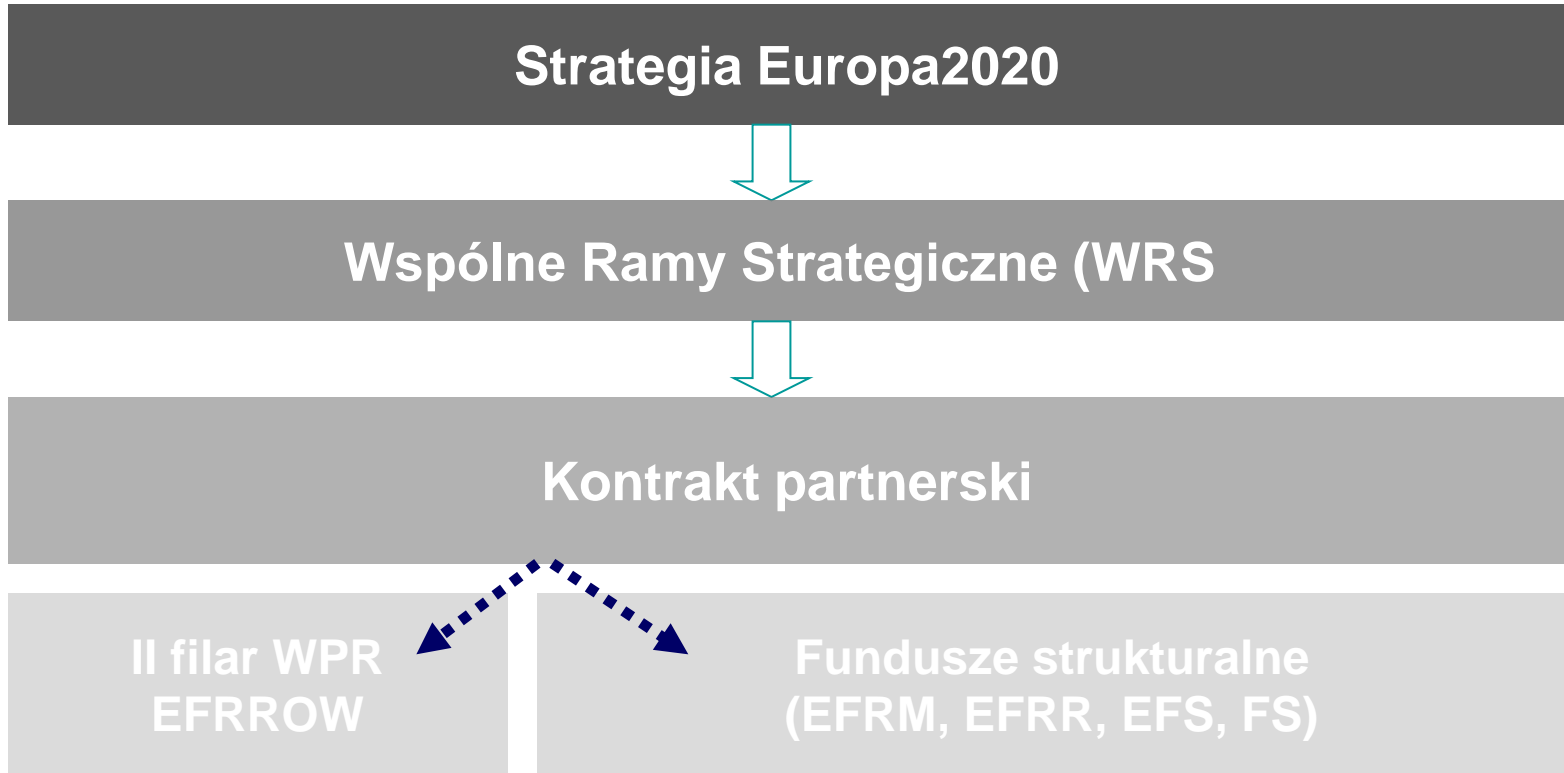 Strategia Europa2020
Wspólne Ramy Strategiczne (WRS
Kontrakt partnerski
II filar WPR
EFRROW
Fundusze strukturalne
(EFRM, EFRR, EFS, FS)